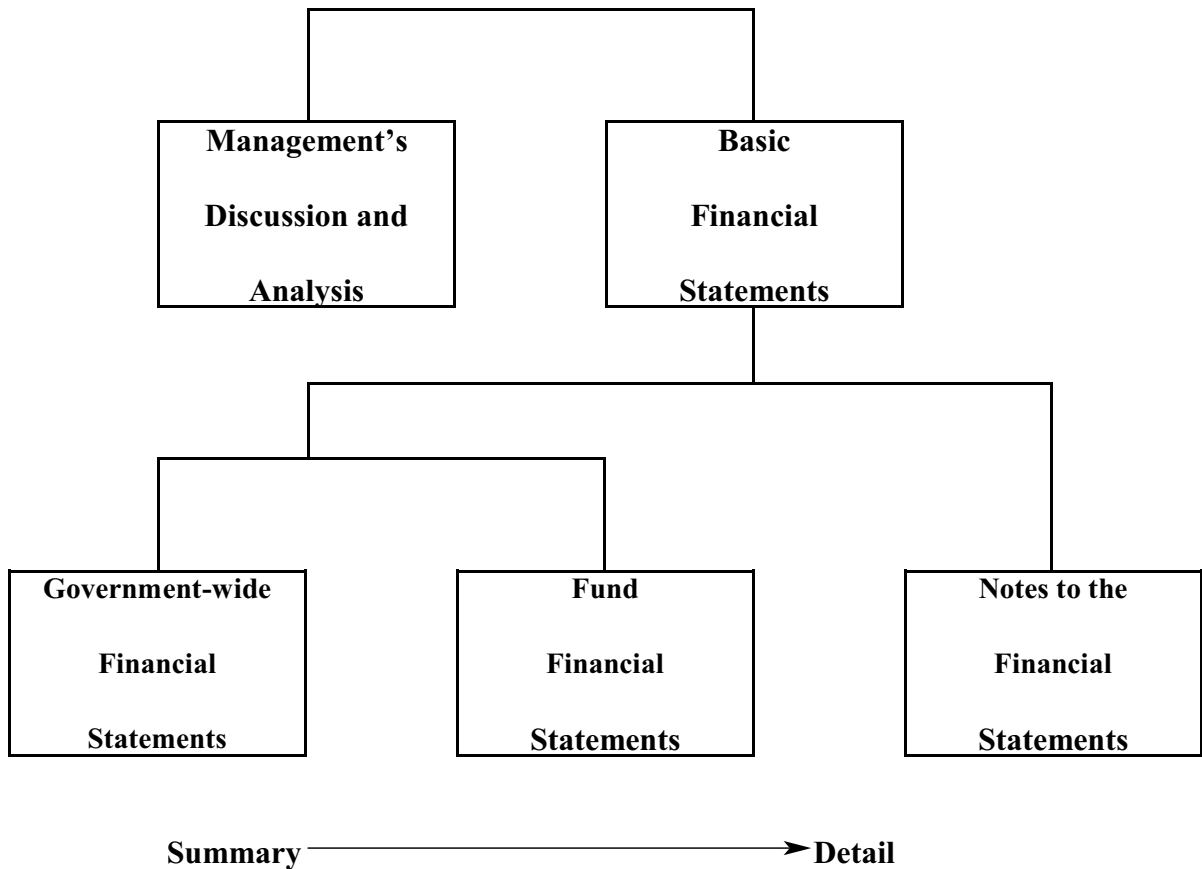 Management’s
Discussion and
Analysis
Basic
Financial
Statements
Government-wide
Financial
Statements
Fund
Financial
Statements
Notes to the
Financial
Statements
Summary
Detail